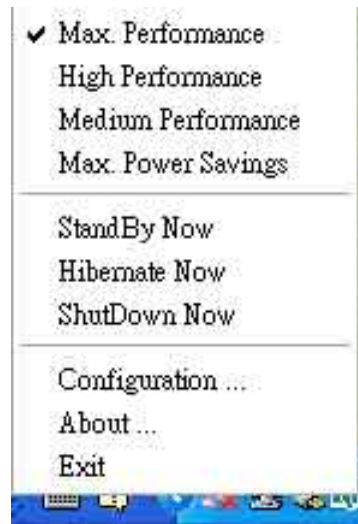 Max. Performance
High Performance
Medium Performance
Max. Power Savings
StandBy Now
Hibernate Now
ShutDown Now
Configuration ...
About ...
Exit